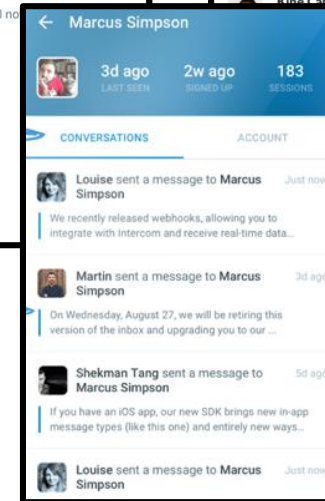 Marcus Simpson
3d ago 2w ago 183
LAST SEEN SIGNED UP SESSIONS
CONVERSATIONS ACCOUNT
Louise sent a message to Marcus Just now
Simpson
We recently released webhooks, allowing you to
integrate with Intercom and receive real-time data...
Martin sent a message to Marcus 3d ago
Simpson
On Wednesday, August 27, we will be retiring this
version of the inbox and upgrading you to our ...
Shekman Tang sent a message to 5d ago
Marcus Simpson
If you have an iOS app, our new SDK brings new in-app
message types (like this one) and entirely new ways...
Louise sent a message to Marcus Just now
Simpson